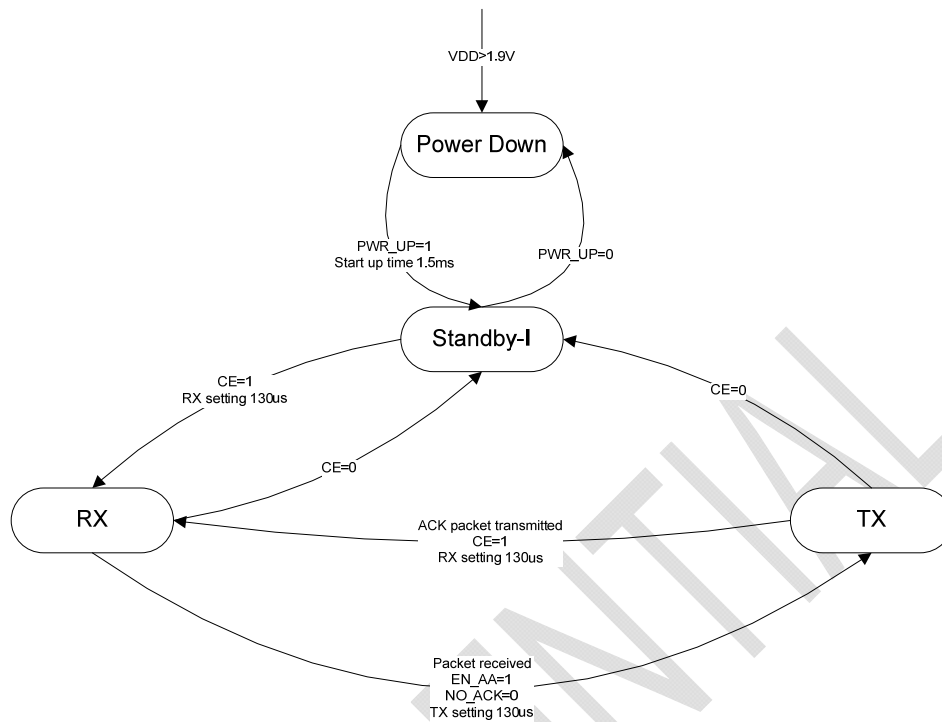 VDD>1.9V
Power Down
PWR_UP=1
Start up time 1.5ms
PWR_UP=0
Standby-I
CE=1
RX setting 130us
CE=0
CE=0
RX
ACK packet transmitted
CE=1
RX setting 130us
TX
Packet received
EN_AA=1
NO_ACK=0
TX setting 130us
ENTIAL